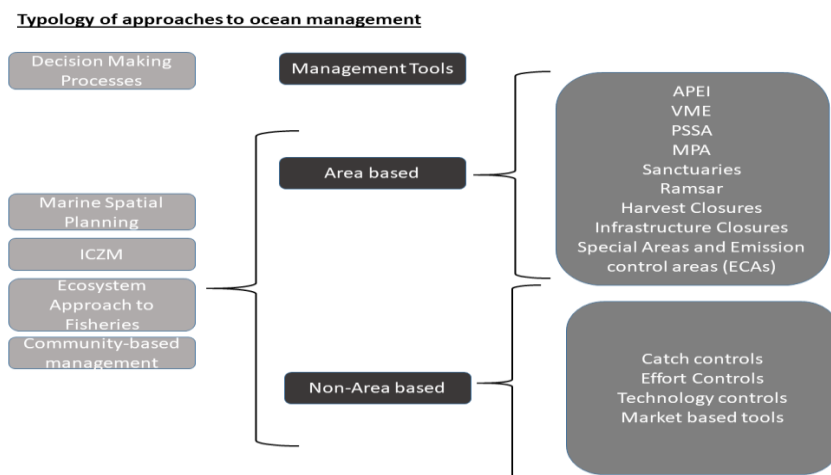 Typology of approaches to ocean management
Decision Making
Processes
Management Tools
Marine Spatial
Planning
ICZM
Ecosystem
Approach to
Fisheries
Community-based
management
Area based
Non-Area based
APEI
VME
PSSA
MPA
Sanctuaries
Ramsar
Harvest Closures
Infrastructure Closures
Special Areas and Emission
control areas (ECAs)
Catch controls
Effort Controls
Technology controls
Market based tools